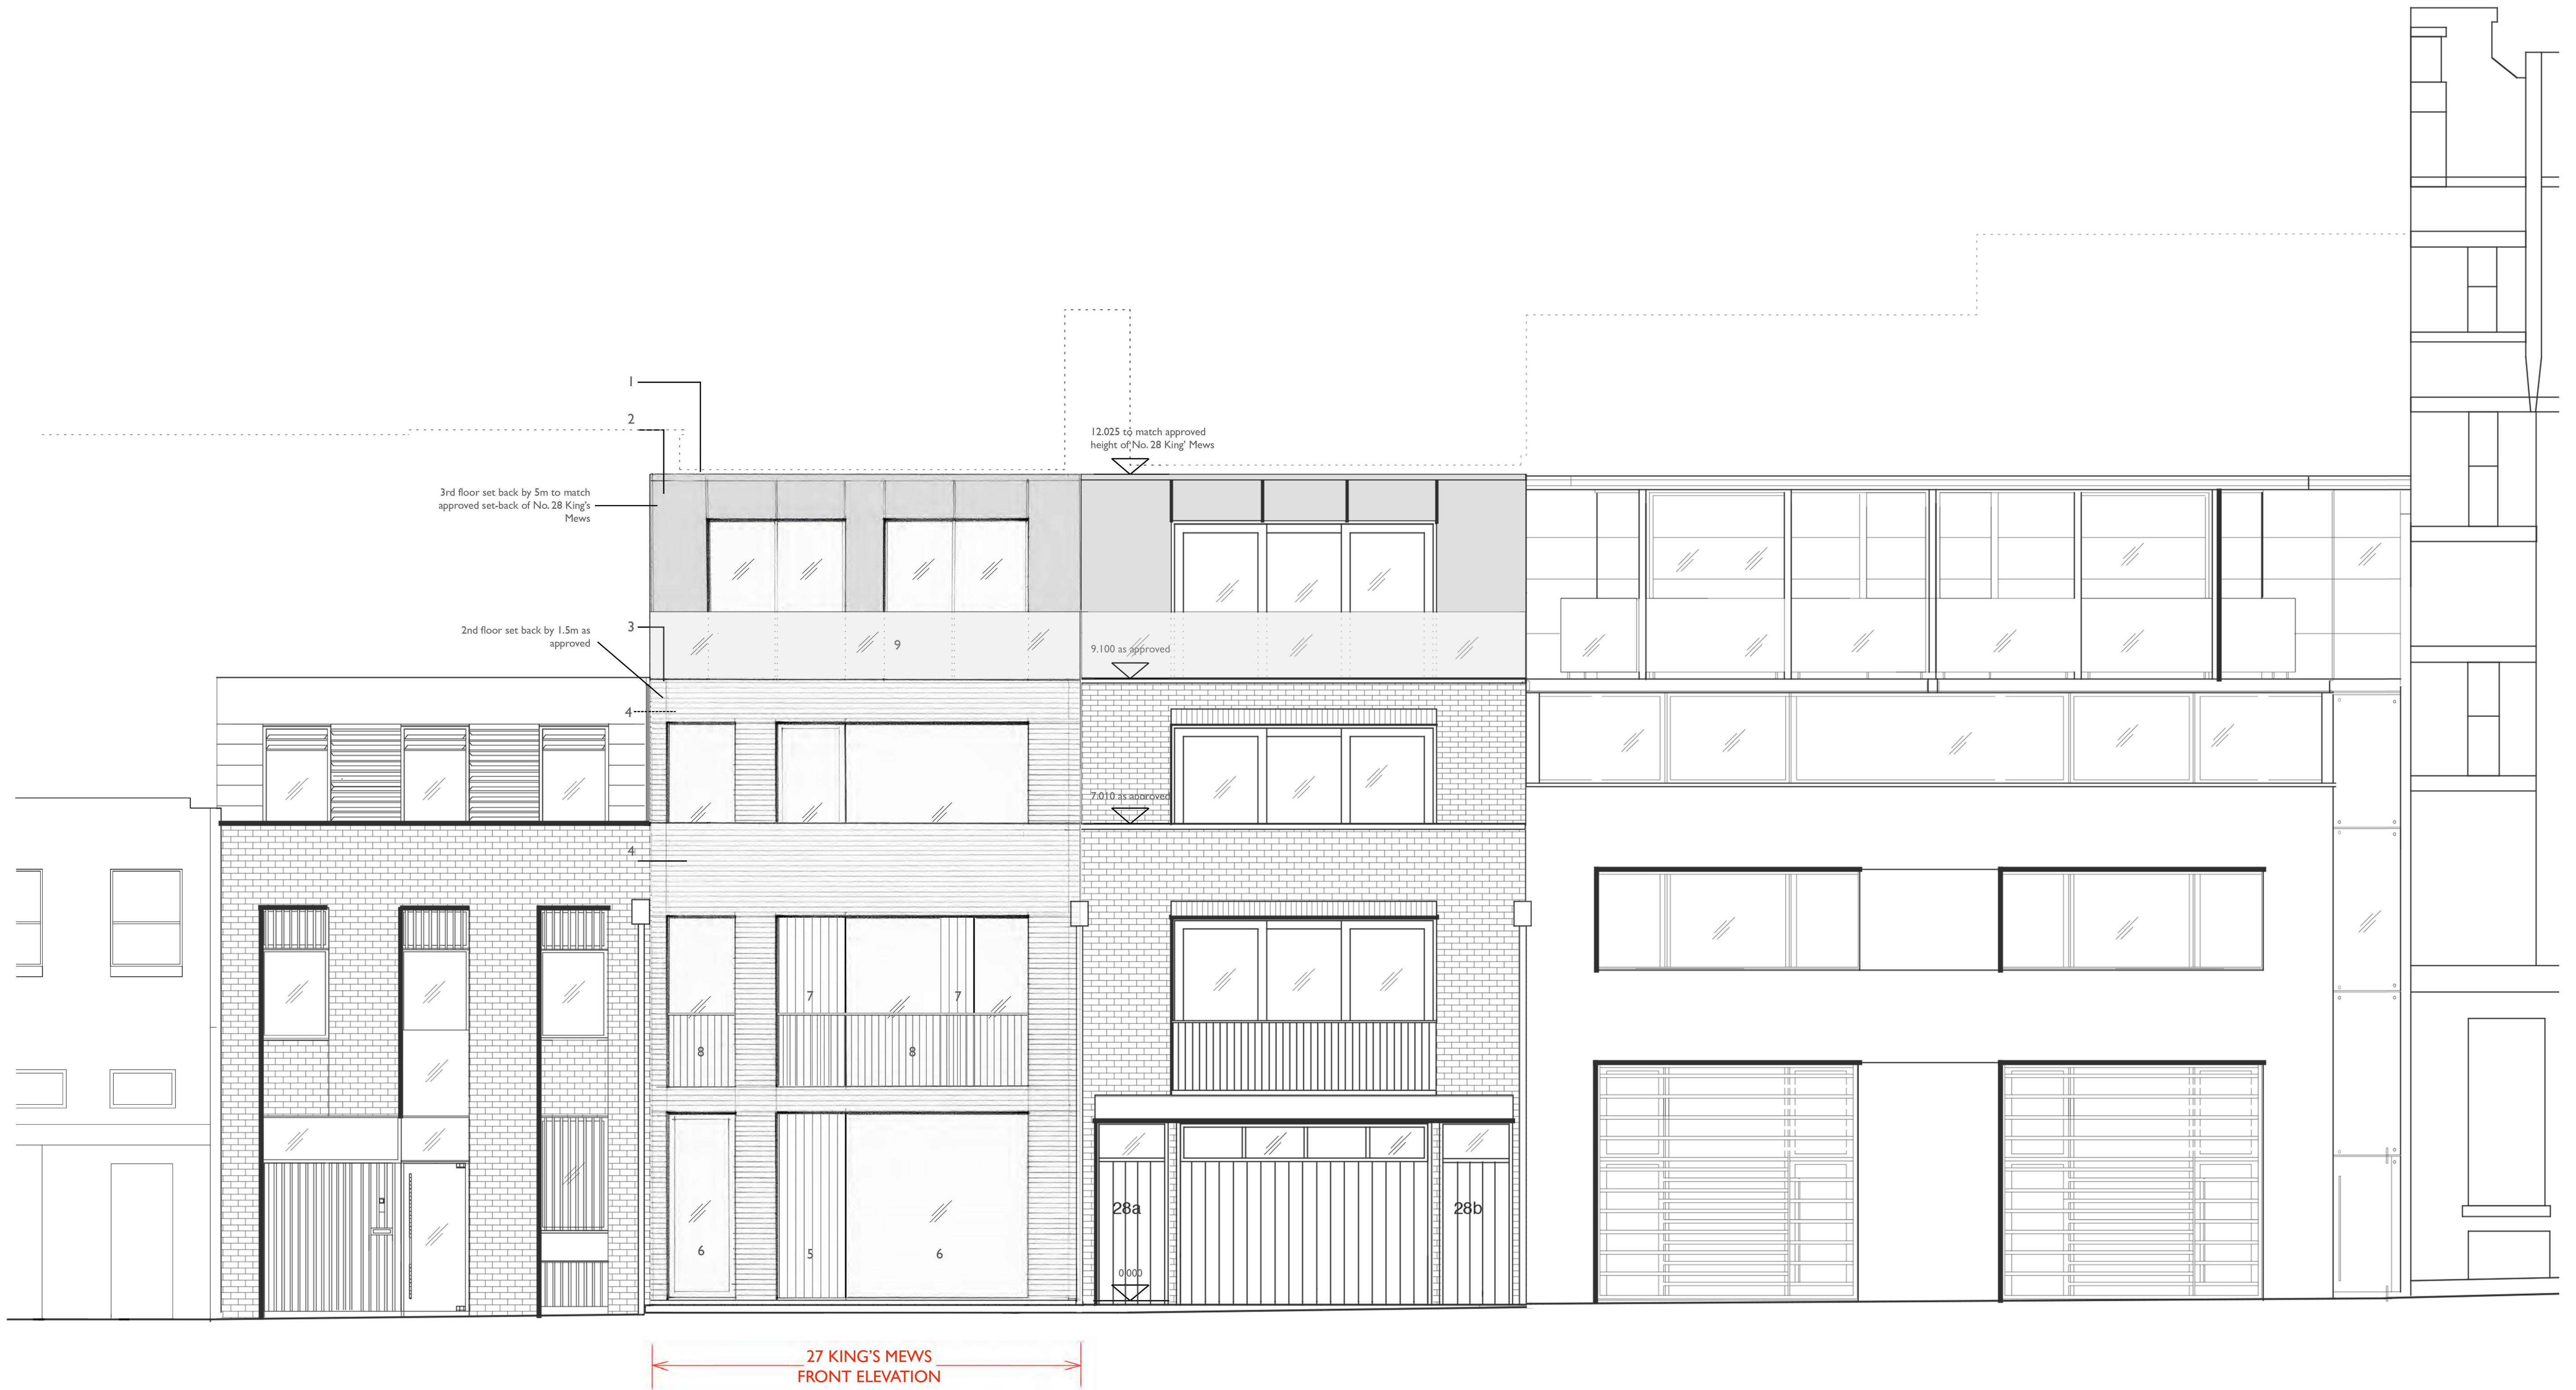 1
2
12.025 to match approved
height of No. 28 King' Mews
3rd floor set back by 5m to match
approved set-back of No. 28 King's
Mews
3
2nd floor set back by 1.5m as
approved
9
9.100 as approved
4
7.010 as approved
4
7
7
8
8
28a
28b
6
5
6
0.000
27 KING'S MEWS
FRONT ELEVATION